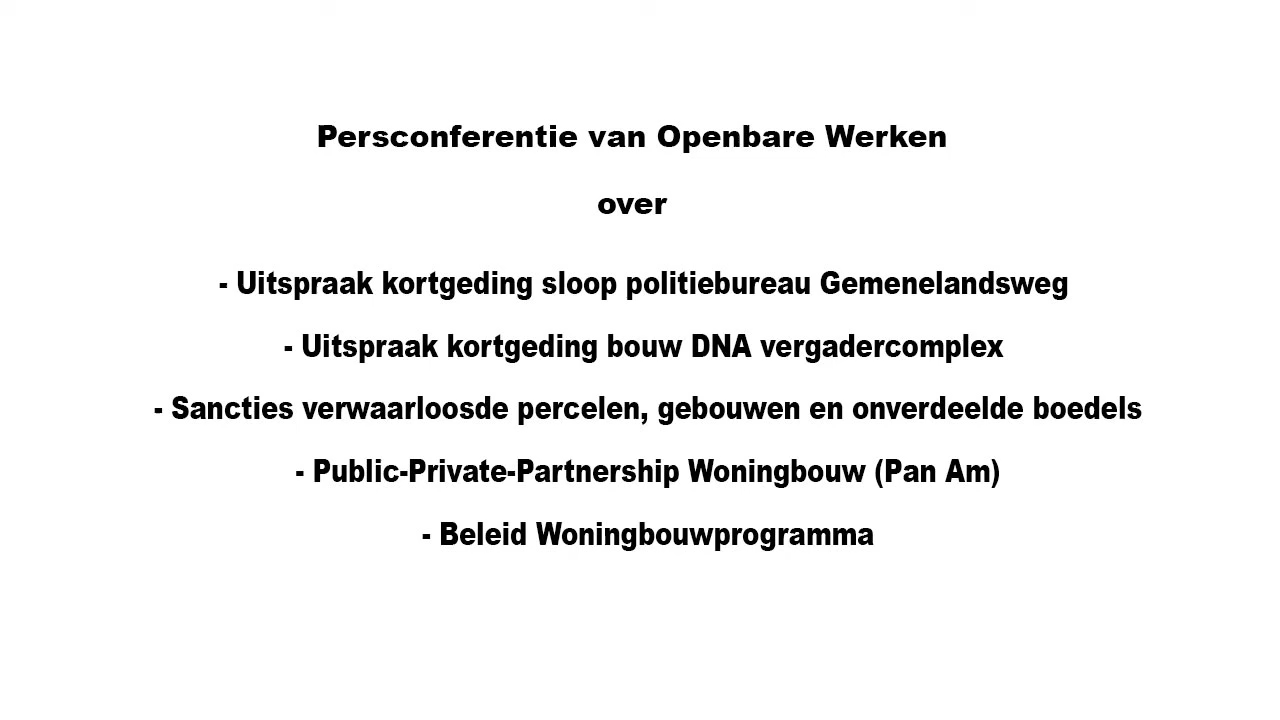 Persconferentie van Openbare Werken
over
- Uitspraak kortgeding sloop politiebureau Gemenelandsweg
- Uitspraak kortgeding bouw DNA vergadercomplex
- Sancties verwaarloosde percelen, gebouwen en onverdeelde boedels
- Public-Private-Partnership Woningbouw (Pan Am)
- Beleid Woningbouwprogramma